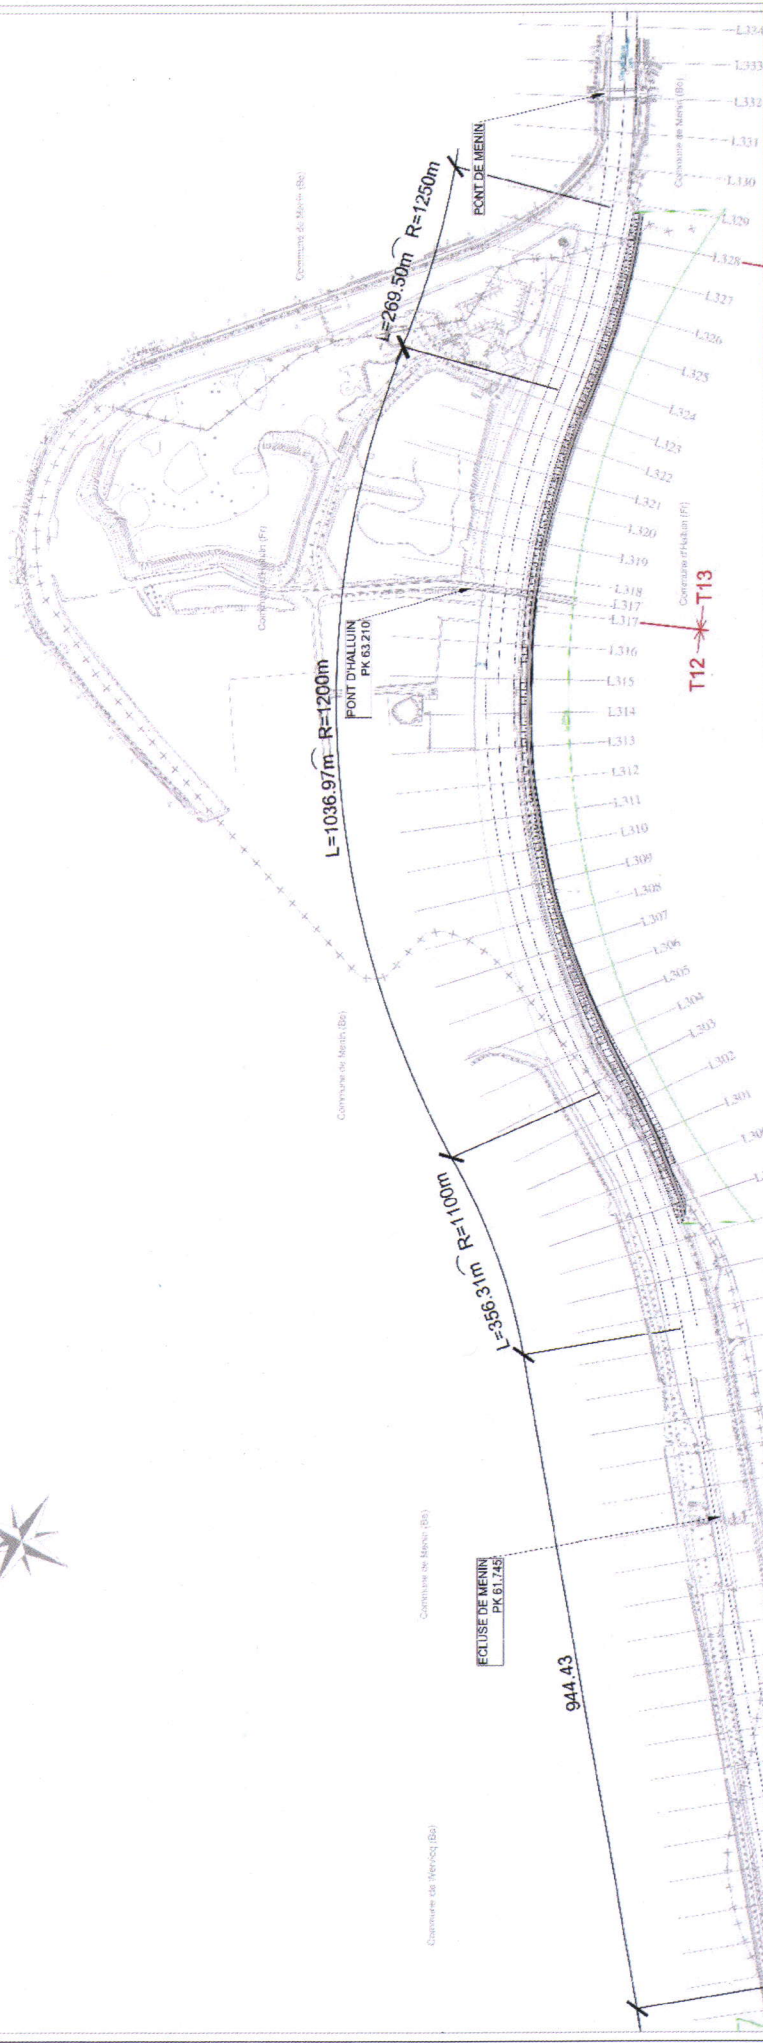 L334
L333
L332
L331
L330
L329
L328
L327
L326
L325
L324
L323
L322
L321
L320
L319
L318
L317
L317
L316
L315
L314
L313
L312
L311
L310
L309
L308
L307
L306
L305
L304
L303
L302
L301
Commune de Menin (Be)
Commune de Menin (Be)
PONT DE MENIN
L=269.50m R=1250m
Commune d'Halluin (Fr)
Commune d'Halluin (Fr)
T12
T13
PONT D'HALLUIN
PK 63.210
L=1036.97m R=1200m
Commune de Menin (Be)
L=356.31m R=1100m
Commune de Menin (Be)
ECLUSE DE MENIN
PK 61.745
944.43
Commune de Wervicq (Be)
7